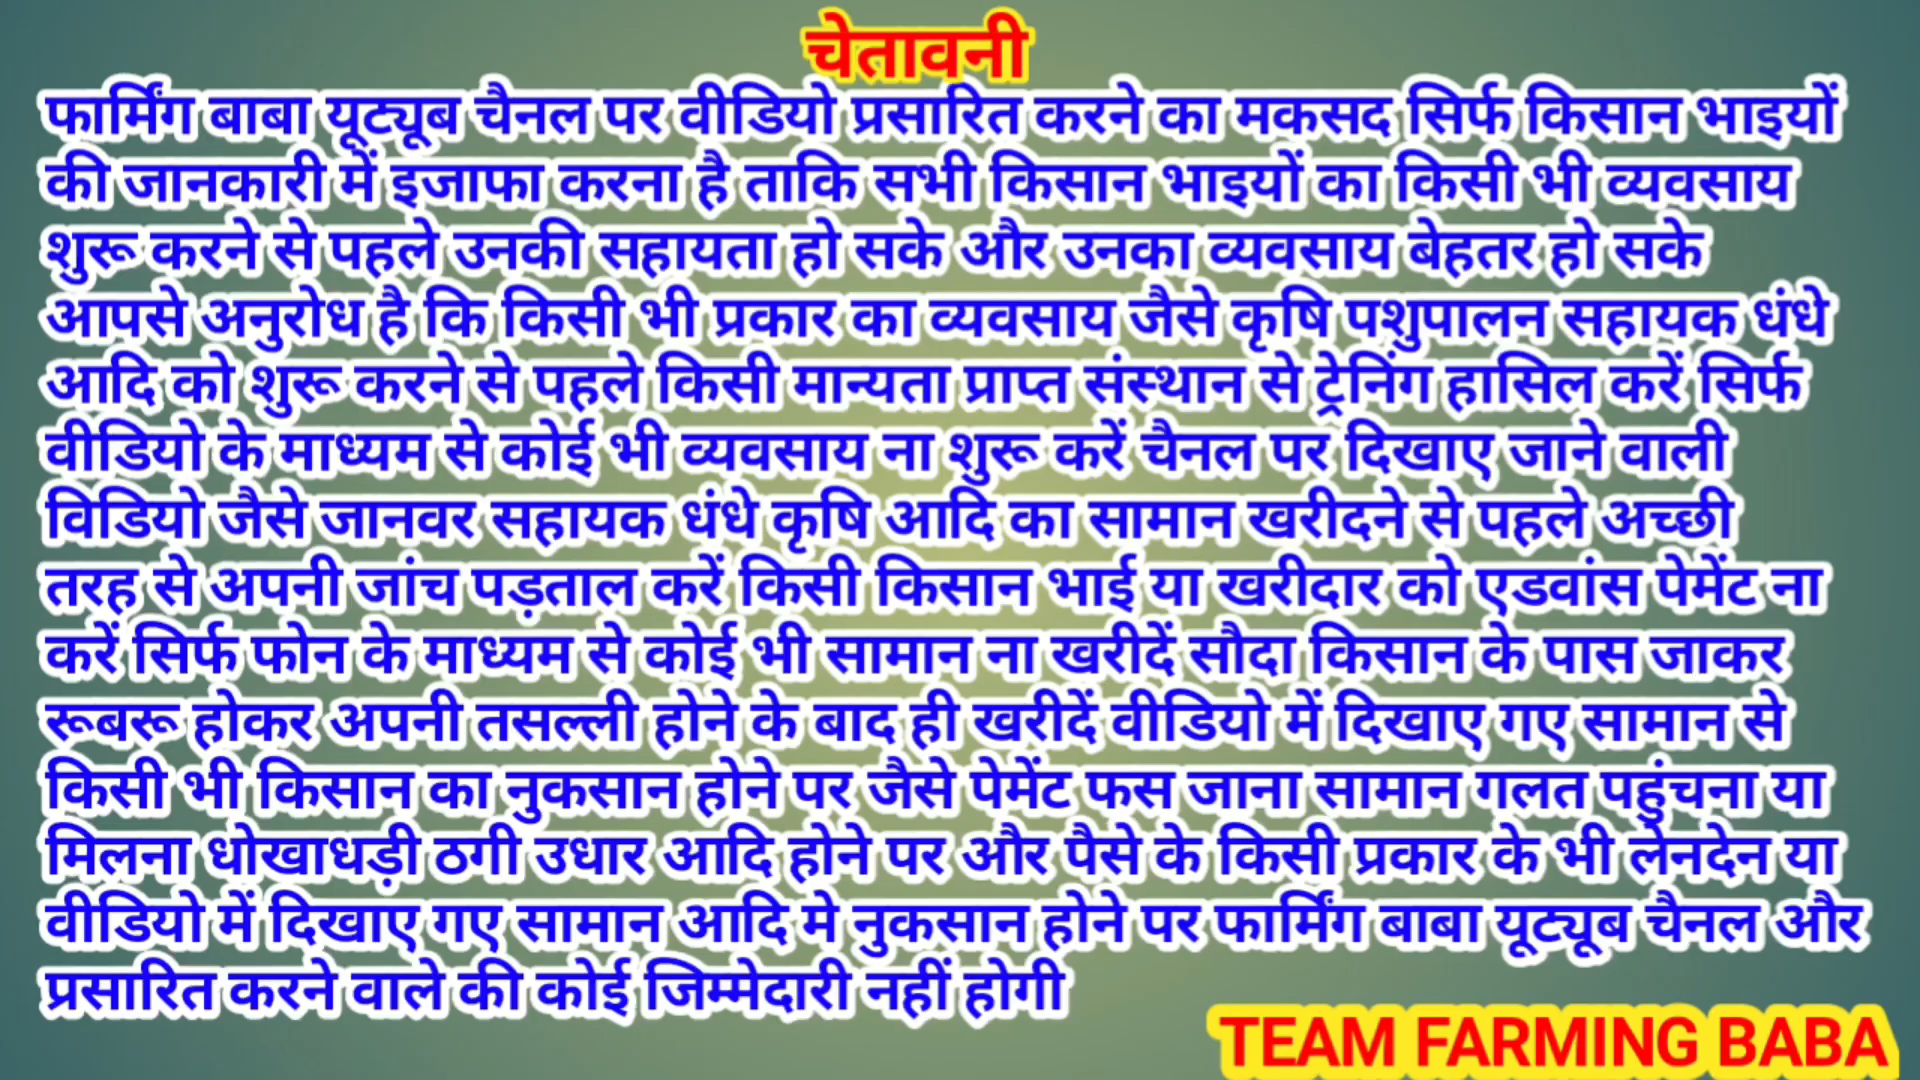 चेतावनी
फार्मिंग बाबा यूट्यूब चैनल पर वीडियो प्रसारित करने का मकसद सिर्फ किसान भाइयों
की जानकारी में इजाफा करना है ताकि सभी किसान भाइयों का किसी भी व्यवसाय
शुरू करने से पहले उनकी सहायता हो सके और उनका व्यवसाय बेहतर हो सके
आपसे अनुरोध है कि किसी भी प्रकार का व्यवसाय जैसे कृषि पशुपालन सहायक धंधे
आदि को शुरू करने से पहले किसी मान्यता प्राप्त संस्थान से ट्रेनिंग हासिल करें सिर्फ
वीडियो के माध्यम से कोई भी व्यवसाय ना शुरू करें चैनल पर दिखाए जाने वाली
विडियो जैसे जानवर सहायक धंधे कृषि आदि का सामान खरीदने से पहले अच्छी
तरह से अपनी जांच पड़ताल करें किसी किसान भाई या खरीदार को एडवांस पेमेंट ना
करें सिर्फ फोन के माध्यम से कोई भी सामान ना खरीदें सौदा किसान के पास जाकर
रूबरू होकर अपनी तसल्ली होने के बाद ही खरीदें वीडियो में दिखाए गए सामान से
किसी भी किसान का नुकसान होने पर जैसे पेमेंट फस जाना सामान गलत पहुंचना या
मिलना धोखाधड़ी ठगी उधार आदि होने पर और पैसे के किसी प्रकार के भी लेनदेन या
वीडियो में दिखाए गए सामान आदि मे नुकसान होने पर फार्मिंग बाबा यूट्यूब चैनल और
प्रसारित करने वाले की कोई जिम्मेदारी नहीं होगी
TEAM FARMING BABA